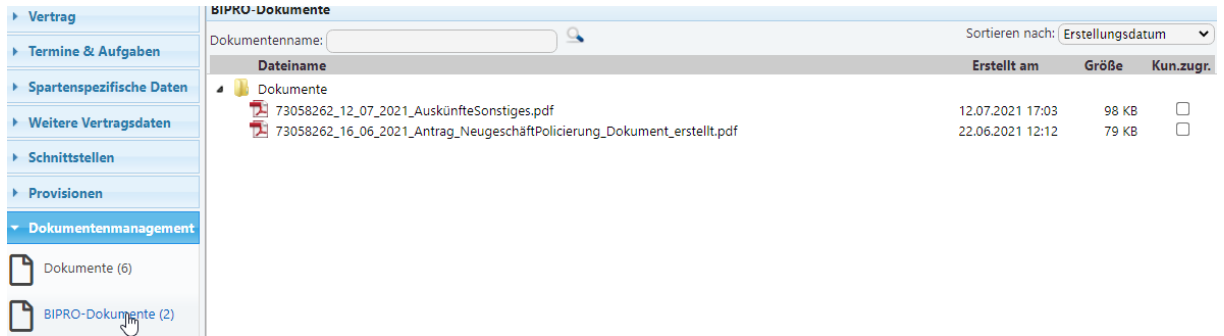 Vertrag
Termine & Aufgaben
Spartenspezifische Daten
Weitere Vertragsdaten
Schnittstellen
Provisionen
Dokumentenmanagement
Dokumente (6)
BIPRO-Dokumente (2)
BIPRO-Dokumente
Dokumentenname: Sortieren nach: Erstellungsdatum
Dateiname Erstellt am Größe Kun.zugr.
Dokumente
73058262_12_07_2021_AuskünfteSonstiges.pdf 12.07.2021 17:03 98 KB
73058262_16_06_2021_Antrag_NeugeschäftPolicierung_Dokument_erstellt.pdf 22.06.2021 12:12 79 KB